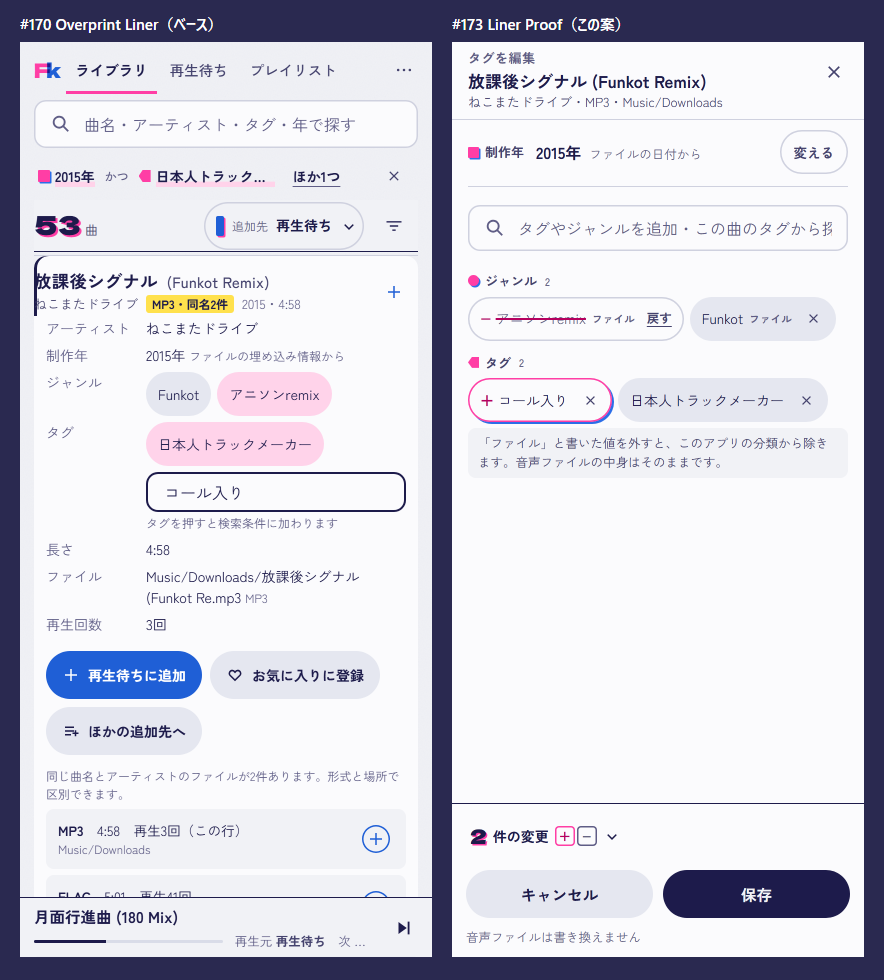 #170 Overprint Liner（ベース）
Fk ライブラリ 再生待ち プレイリスト …
曲名・アーティスト・タグ・年で探す
2015年 かつ 日本人トラック… ほか1つ
53 曲 追加先 再生待ち
放課後シグナル (Funkot Remix)
ねこまたドライブ MP3・同名2件 2015・4:58
アーティスト ねこまたドライブ
制作年 2015年 ファイルの埋め込み情報から
ジャンル Funkot アニソンremix
タグ 日本人トラックメーカー
コール入り
タグを押すと検索条件に加わります
長さ 4:58
ファイル Music/Downloads/放課後シグナル
(Funkot Re.mp3 MP3
再生回数 3回
再生待ちに追加 お気に入りに登録
ほかの追加先へ
同じ曲名とアーティストのファイルが2件あります。形式と場所で
区別できます。
MP3 4:58 再生3回（この行）
Music/Downloads
FLAC 5:01 再生41回
月面行進曲 (180 Mix)
再生元 再生待ち 次 …
#173 Liner Proof（この案）
タグを編集
放課後シグナル (Funkot Remix)
ねこまたドライブ・MP3・Music/Downloads
制作年 2015年 ファイルの日付から 変える
タグやジャンルを追加・この曲のタグから探
ジャンル 2
アニソンremix ファイル 戻す Funkot ファイル
タグ 2
コール入り 日本人トラックメーカー
「ファイル」と書いた値を外すと、このアプリの分類から除き
ます。音声ファイルの中身はそのままです。
2 件の変更
キャンセル 保存
音声ファイルは書き換えません